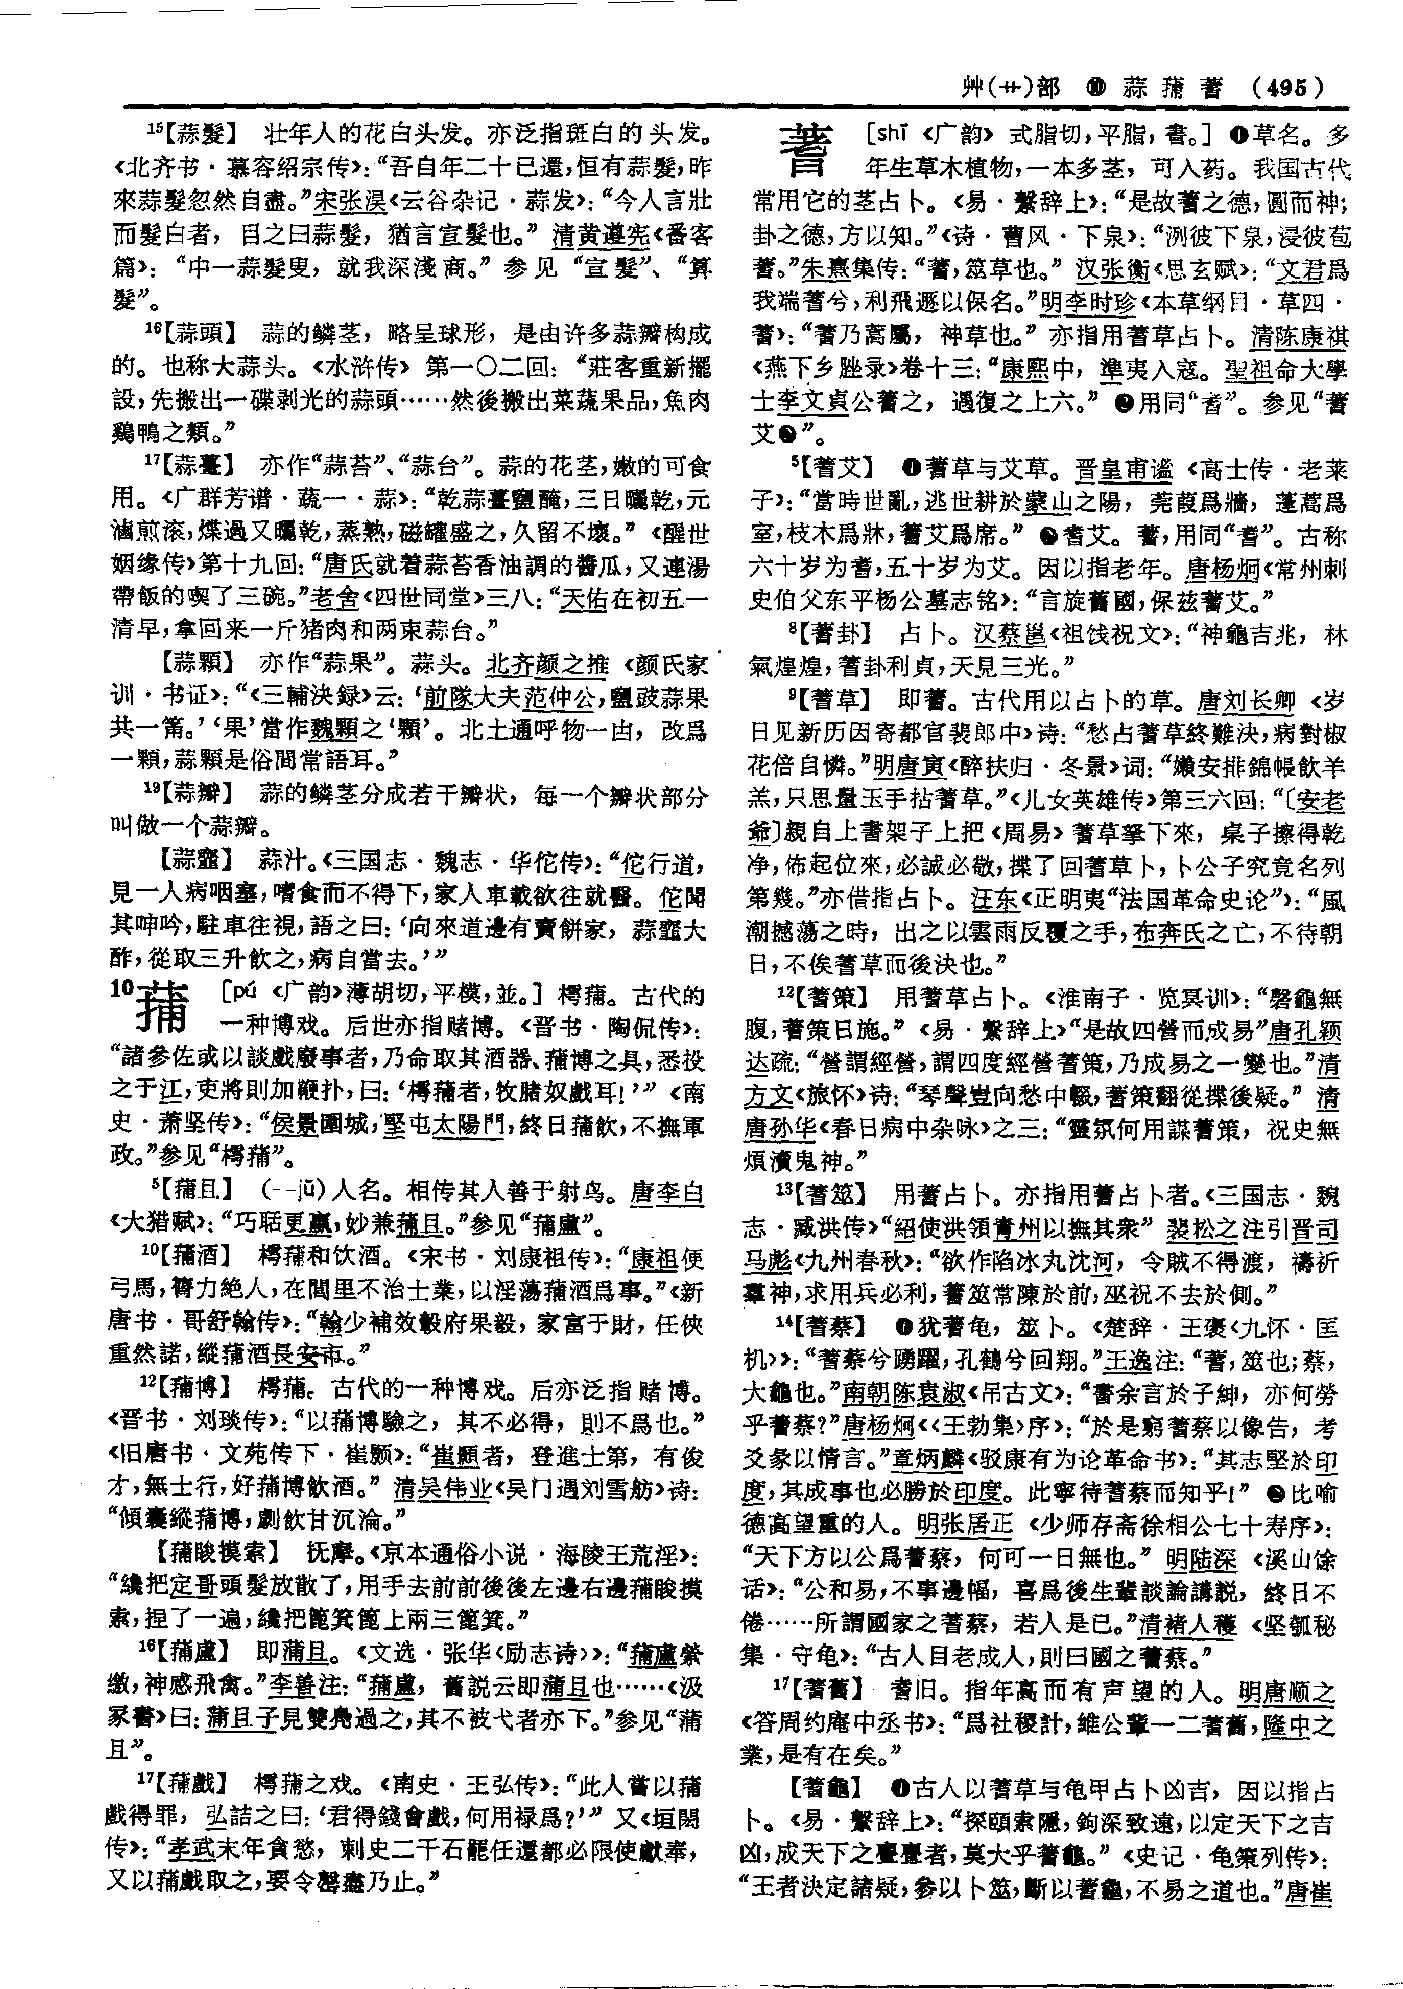 艸(艹)部 ❿ 蒜蒱蓍 (495)
15【蒜髮】 壮年人的花白头发。亦泛指斑白的头发。
《北齐书·慕容绍宗传》：“吾自年二十已還，恒有蒜髮，昨
來蒜髮忽然自盡。”宋张淏《云谷杂记·蒜发》：“今人言壯
而髮白者，目之曰蒜髮，猶言宣髮也。”清黄遵宪《番客
篇》：“中一蒜髮叟，就我深淺商。”参见“宣髮”、“算
髮”。
16【蒜頭】 蒜的鳞茎，略呈球形，是由许多蒜瓣构成
的。也称大蒜头。《水浒传》第一〇二回：“莊客重新擺
設，先搬出一碟剥光的蒜頭……然後搬出菜蔬果品，魚肉
鷄鴨之類。”
17【蒜薹】 亦作“蒜苔”、“蒜台”。蒜的花茎，嫩的可食
用。《广群芳谱·蔬一·蒜》：“乾蒜薹鹽醃，三日曬乾，元
滷煎滚，煠過又曬乾，蒸熟，磁罐盛之，久留不壞。”《醒世
姻缘传》第十九回：“唐氏就着蒜苔香油調的醬瓜，又連湯
帶飯的喫了三碗。”老舍《四世同堂》三八：“天佑在初五一
清早，拿回来一斤猪肉和两束蒜台。”
【蒜顆】 亦作“蒜果”。蒜头。北齐颜之推《颜氏家
训·书证》：“《三輔決録》云：‘前隊大夫范仲公，鹽豉蒜果
共一筩。’‘果’當作魏顆之‘顆’。北土通呼物一甴，改爲
一顆，蒜顆是俗間常語耳。”
19【蒜瓣】 蒜的鳞茎分成若干瓣状，每一个瓣状部分
叫做一个蒜瓣。
【蒜䪡】 蒜汁。《三国志·魏志·华佗传》：“佗行道，
見一人病咽塞，嗜食而不得下，家人車載欲往就醫。佗聞
其呻吟，駐車往視，語之曰：‘向來道邊有賣餅家，蒜䪡大
酢，從取三升飲之，病自當去。’”
10蒱 [pú 《广韵》薄胡切，平模，並。] 樗蒱。古代的
一种博戏。后世亦指赌博。《晋书·陶侃传》：
“諸參佐或以談戲廢事者，乃命取其酒器、蒱博之具，悉投
之于江，吏將則加鞭扑，曰：‘樗蒱者，牧豬奴戲耳！’”《南
史·萧坚传》：“侯景圍城，堅屯太陽門，終日蒱飲，不撫軍
政。”参见“樗蒱”。
5【蒱且】 (--jū)人名。相传其人善于射鸟。唐李白
《大猎赋》：“巧聒更羸，妙兼蒱且。”参见“蒱盧”。
10【蒱酒】 樗蒱和饮酒。《宋书·刘康祖传》：“康祖便
弓馬，膂力絶人，在閭里不治士業，以淫蕩蒱酒爲事。”《新
唐书·哥舒翰传》：“翰少補效轂府果毅，家富于財，任俠
重然諾，縱蒱酒長安市。”
12【蒱博】 樗蒱。古代的一种博戏。后亦泛指赌博。
《晋书·刘琰传》：“以蒱博驗之，其不必得，則不爲也。”
《旧唐书·文苑传下·崔颢》：“崔顥者，登進士第，有俊
才，無士行，好蒱博飲酒。”清吴伟业《吴门遇刘雪舫》诗：
“傾囊縱蒱博，劇飲甘沉淪。”
【蒱睃摸索】 抚摩。《京本通俗小说·海陵王荒淫》：
“纔把定哥頭髮放散了，用手去前前後後左邊右邊蒱睃摸
索，捏了一遍，纔把篦箕篦上兩三篦箕。”
16【蒱盧】 即蒱且。《文选·张华〈励志诗〉》：“蒱盧縈
繳，神感飛禽。”李善注：“蒱盧，舊説云即蒱且也……《汲
冢書》曰：蒱且子見雙鳧過之，其不被弋者亦下。”参见“蒱
且”。
17【蒱戲】 樗蒱之戏。《南史·王弘传》：“此人嘗以蒱
戲得罪，弘詰之曰：‘君得錢會戲，何用禄爲？’”又《垣闳
传》：“孝武末年貪慾，刺史二千石罷任還都必限使獻奉，
又以蒱戲取之，要令罄盡乃止。”
蓍 [shī 《广韵》式脂切，平脂，書。] ❶草名。多
年生草木植物，一本多茎，可入药。我国古代
常用它的茎占卜。《易·繫辞上》：“是故蓍之德，圓而神；
卦之德，方以知。”《诗·曹风·下泉》：“洌彼下泉，浸彼苞
蓍。”朱熹集传：“蓍，筮草也。”汉张衡《思玄赋》：“文君爲
我端蓍兮，利飛遯以保名。”明李时珍《本草纲目·草四·
蓍》：“蓍乃蒿屬，神草也。”亦指用蓍草占卜。清陈康祺
《燕下乡脞录》卷十三：“康熙中，準夷入寇。聖祖命大學
士李文貞公蓍之，遇復之上六。”❷用同“耆”。参见“蓍
艾❷”。
5【蓍艾】 ❶蓍草与艾草。晋皇甫谧《高士传·老莱
子》：“當時世亂，逃世耕於蒙山之陽，莞葭爲牆，蓬蒿爲
室，枝木爲牀，蓍艾爲席。”❷耆艾。蓍，用同“耆”。古称
六十岁为耆，五十岁为艾。因以指老年。唐杨炯《常州刺
史伯父东平杨公墓志铭》：“言旋舊國，保兹蓍艾。”
8【蓍卦】 占卜。汉蔡邕《祖饯祝文》：“神龜吉兆，林
氣煌煌，蓍卦利貞，天見三光。”
9【蓍草】 即蓍。古代用以占卜的草。唐刘长卿《岁
日见新历因寄都官裴郎中》诗：“愁占蓍草終難決，病對椒
花倍自憐。”明唐寅《醉扶归·冬景》词：“嬾安排錦帳飲羊
羔，只思量玉手拈蓍草。”《儿女英雄传》第三六回：“〔安老
爺〕親自上書架子上把《周易》蓍草拏下來，桌子擦得乾
净，佈起位來，必誠必敬，揲了回蓍草卜，卜公子究竟名列
第幾。”亦借指占卜。汪东《正明夷“法国革命史论”》：“風
潮撼蕩之時，出之以雲雨反覆之手，布奔氏之亡，不待朝
日，不俟蓍草而後決也。”
12【蓍策】 用蓍草占卜。《淮南子·览冥训》：“磬龜無
腹，蓍策日施。”《易·繫辞上》“是故四營而成易”唐孔颖
达疏：“營謂經營，謂四度經營蓍策，乃成易之一變也。”清
方文《旅怀》诗：“琴聲豈向愁中輟，蓍策翻從揲後疑。”清
唐孙华《春日病中杂咏》之三：“靈氛何用謀蓍策，祝史無
煩瀆鬼神。”
13【蓍筮】 用蓍占卜。亦指用蓍占卜者。《三国志·魏
志·臧洪传》“紹使洪領青州以撫其衆”裴松之注引晋司
马彪《九州春秋》：“欲作陷冰丸沈河，令賊不得渡，禱祈
羣神，求用兵必利，蓍筮常陳於前，巫祝不去於側。”
14【蓍蔡】 ❶犹蓍龟，筮卜。《楚辞·王褒〈九怀·匡
机〉》：“蓍蔡兮踴躍，孔鶴兮回翔。”王逸注：“蓍，筮也；蔡，
大龜也。”南朝陈袁淑《吊古文》：“書余言於子紳，亦何勞
乎蓍蔡？”唐杨炯《〈王勃集〉序》：“於是窮蓍蔡以像告，考
爻彖以情言。”章炳麟《驳康有为论革命书》：“其志堅於印
度，其成事也必勝於印度。此寧待蓍蔡而知乎！”❷比喻
德高望重的人。明张居正《少师存斋徐相公七十寿序》：
“天下方以公爲蓍蔡，何可一日無也。”明陆深《溪山馀
话》：“公和易，不事邊幅，喜爲後生輩談論講説，終日不
倦……所謂國家之蓍蔡，若人是已。”清褚人穫《坚瓠秘
集·守龟》：“古人目老成人，則曰國之蓍蔡。”
17【蓍舊】 耆旧。指年高而有声望的人。明唐顺之
《答周约庵中丞书》：“爲社稷計，維公輩一二蓍舊，隆中之
業，是有在矣。”
【蓍龜】 ❶古人以蓍草与龟甲占卜凶吉，因以指占
卜。《易·繫辞上》：“探賾索隱，鉤深致遠，以定天下之吉
凶，成天下之亹亹者，莫大乎蓍龜。”《史记·龟策列传》：
“王者決定諸疑，參以卜筮，斷以蓍龜，不易之道也。”唐崔